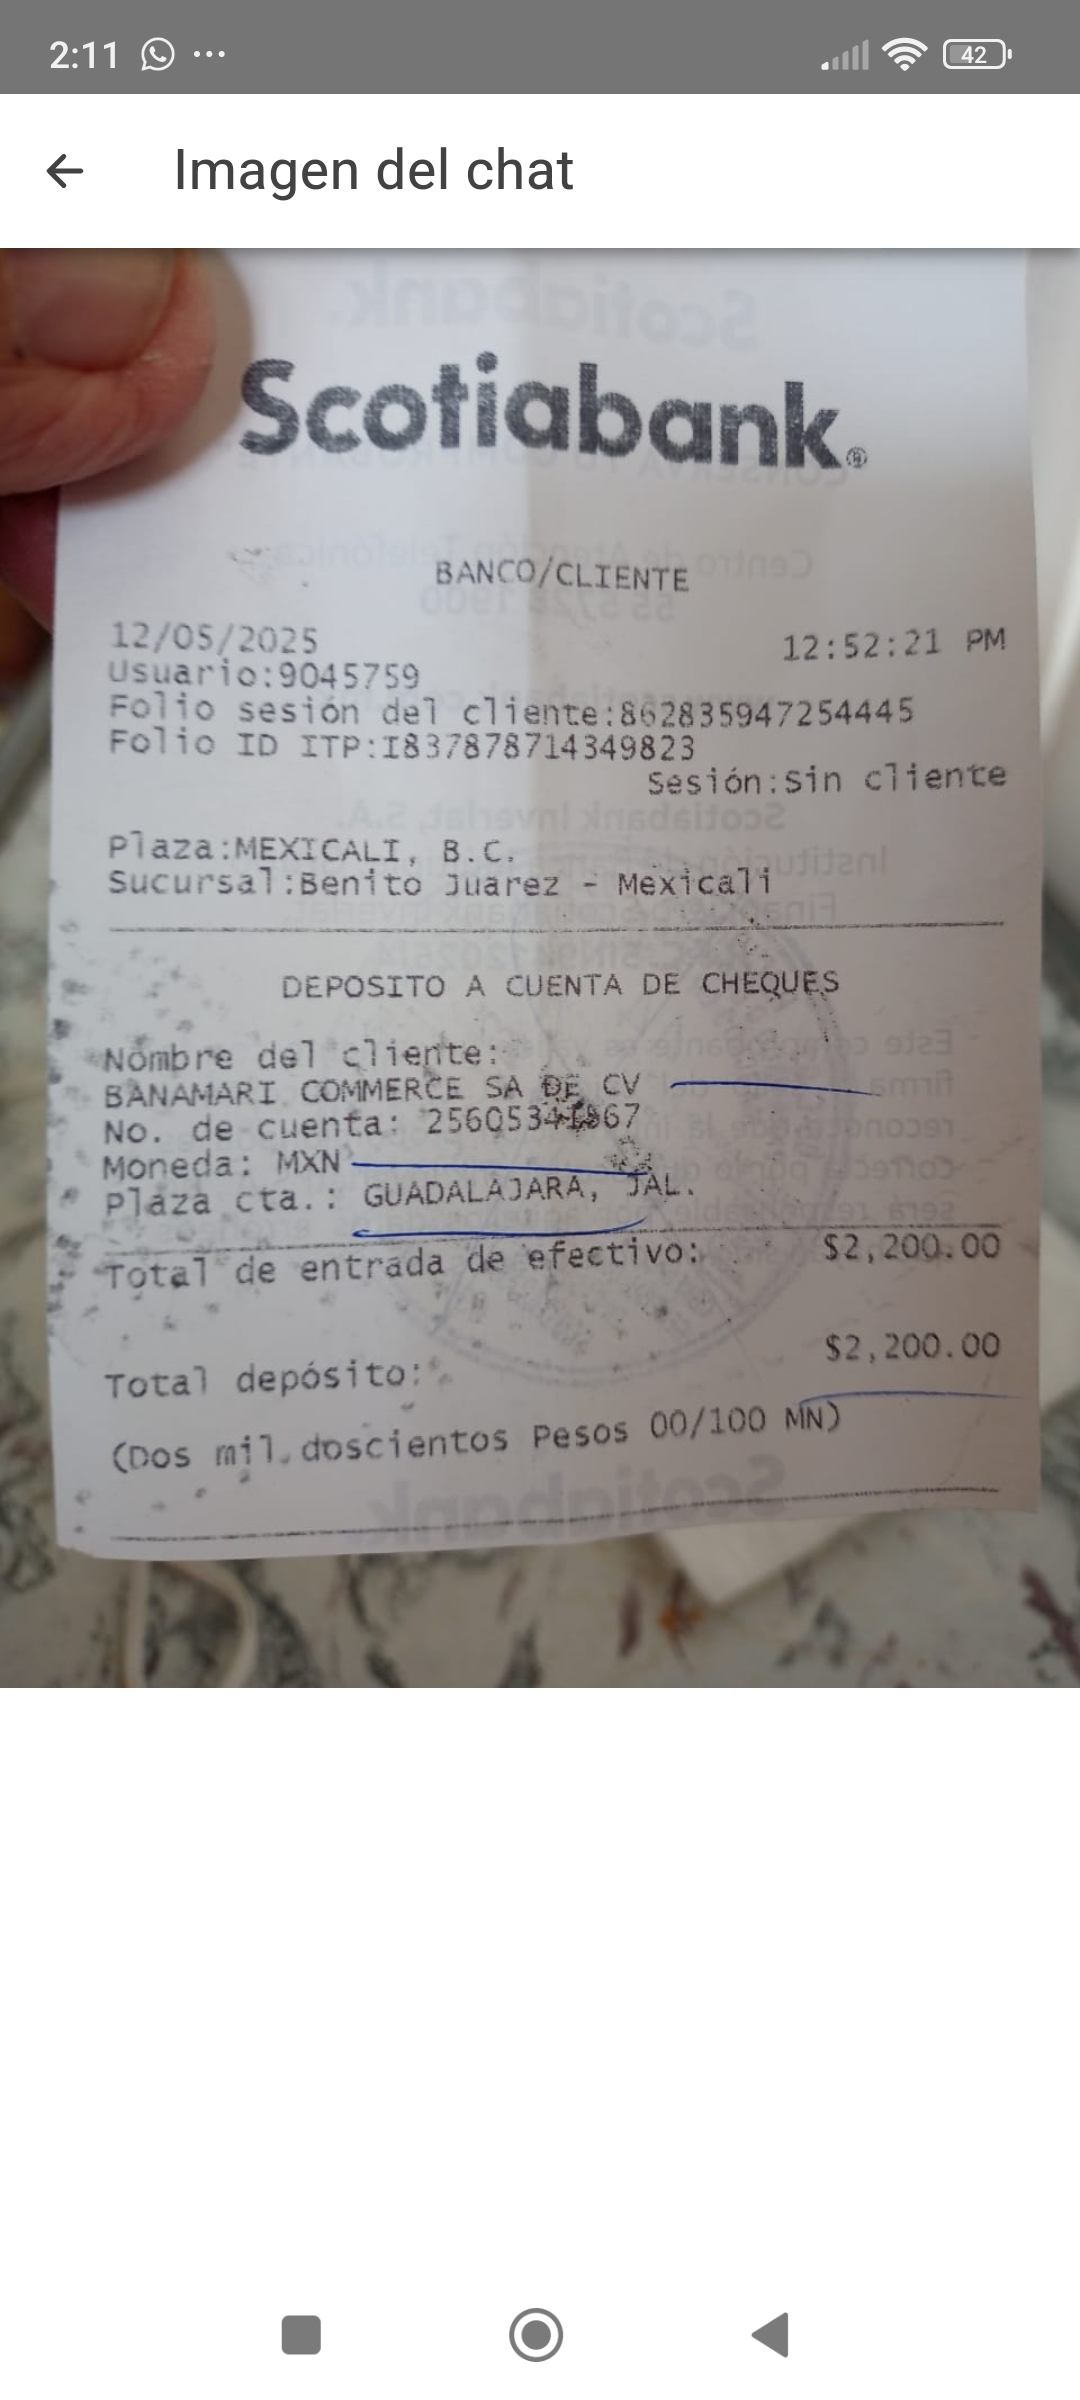 2:11
42
Imagen del chat
Scotiabank®
BANCO/CLIENTE
12/05/2025 12:52:21 PM
Usuario:9045759
Folio sesión del cliente:862835947254445
Folio ID ITP:I837878714349823
Sesión:Sin cliente
Plaza:MEXICALI, B.C.
Sucursal:Benito Juarez - Mexicali
DEPOSITO A CUENTA DE CHEQUES
Nombre del cliente:
BANAMARI COMMERCE SA DE CV
No. de cuenta:
Moneda: MXN
Plaza cta.: GUADALAJARA, JAL.
Total de entrada de efectivo: $2,200.00
Total depósito: $2,200.00
(Dos mil doscientos Pesos 00/100 MN)